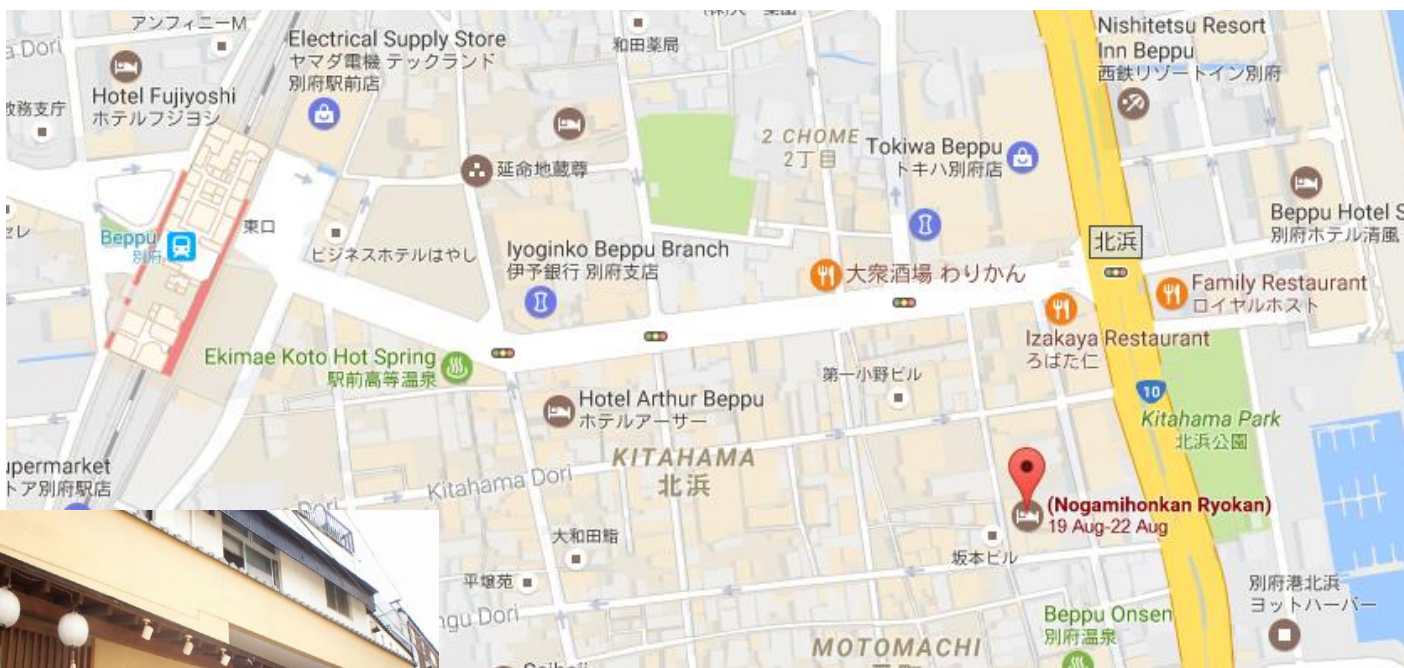 アンフィニーM
Hotel Fujiyoshi
ホテルフジヨシ
Electrical Supply Store
ヤマダ電機 テックランド
別府駅前店
和田薬局
Nishitetsu Resort
Inn Beppu
西鉄リゾートイン別府
2 CHOME
2丁目
Tokiwa Beppu
トキハ別府店
延命地蔵尊
Beppu Hotel S
別府ホテル清風
東口
Beppu
別府
ビジネスホテルはやし
Iyoginko Beppu Branch
伊予銀行 別府支店
北浜
大衆酒場 わりかん
Family Restaurant
ロイヤルホスト
Izakaya Restaurant
ろばた仁
Ekimae Koto Hot Spring
駅前高等温泉
第一小野ビル
10
Hotel Arthur Beppu
ホテルアーサー
Kitahama Park
北浜公園
KITAHAMA
北浜
Kitahama Dori
upermarket
トア別府駅店
Dori
(Nogamihonkan Ryokan)
19 Aug-22 Aug
大和田鮨
坂本ビル
平壌苑
ngu Dori
別府港北浜
ヨットハーバー
Beppu Onsen
別府温泉
MOTOMACHI